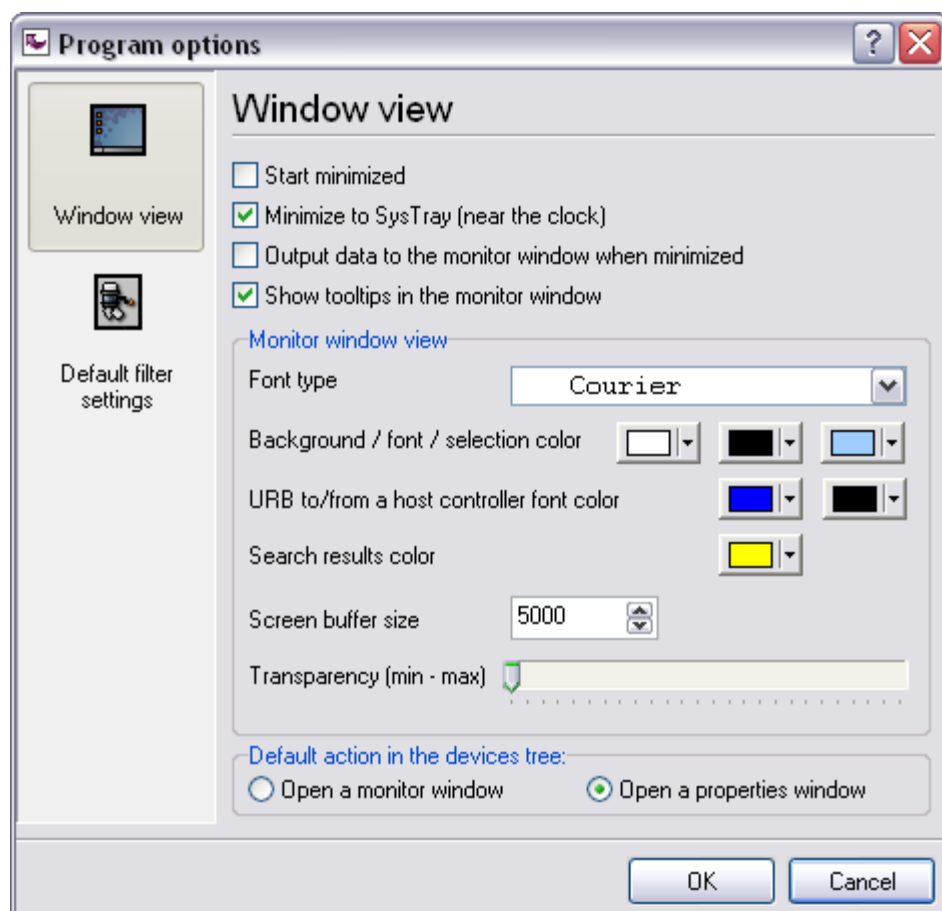 Program options
Window view
Window view
Default filter
settings
Start minimized
Minimize to SysTray (near the clock)
Output data to the monitor window when minimized
Show tooltips in the monitor window
Monitor window view
Font type
Courier
Background / font / selection color
URB to/from a host controller font color
Search results color
Screen buffer size
5000
Transparency (min - max)
Default action in the devices tree:
Open a monitor window
Open a properties window
OK
Cancel